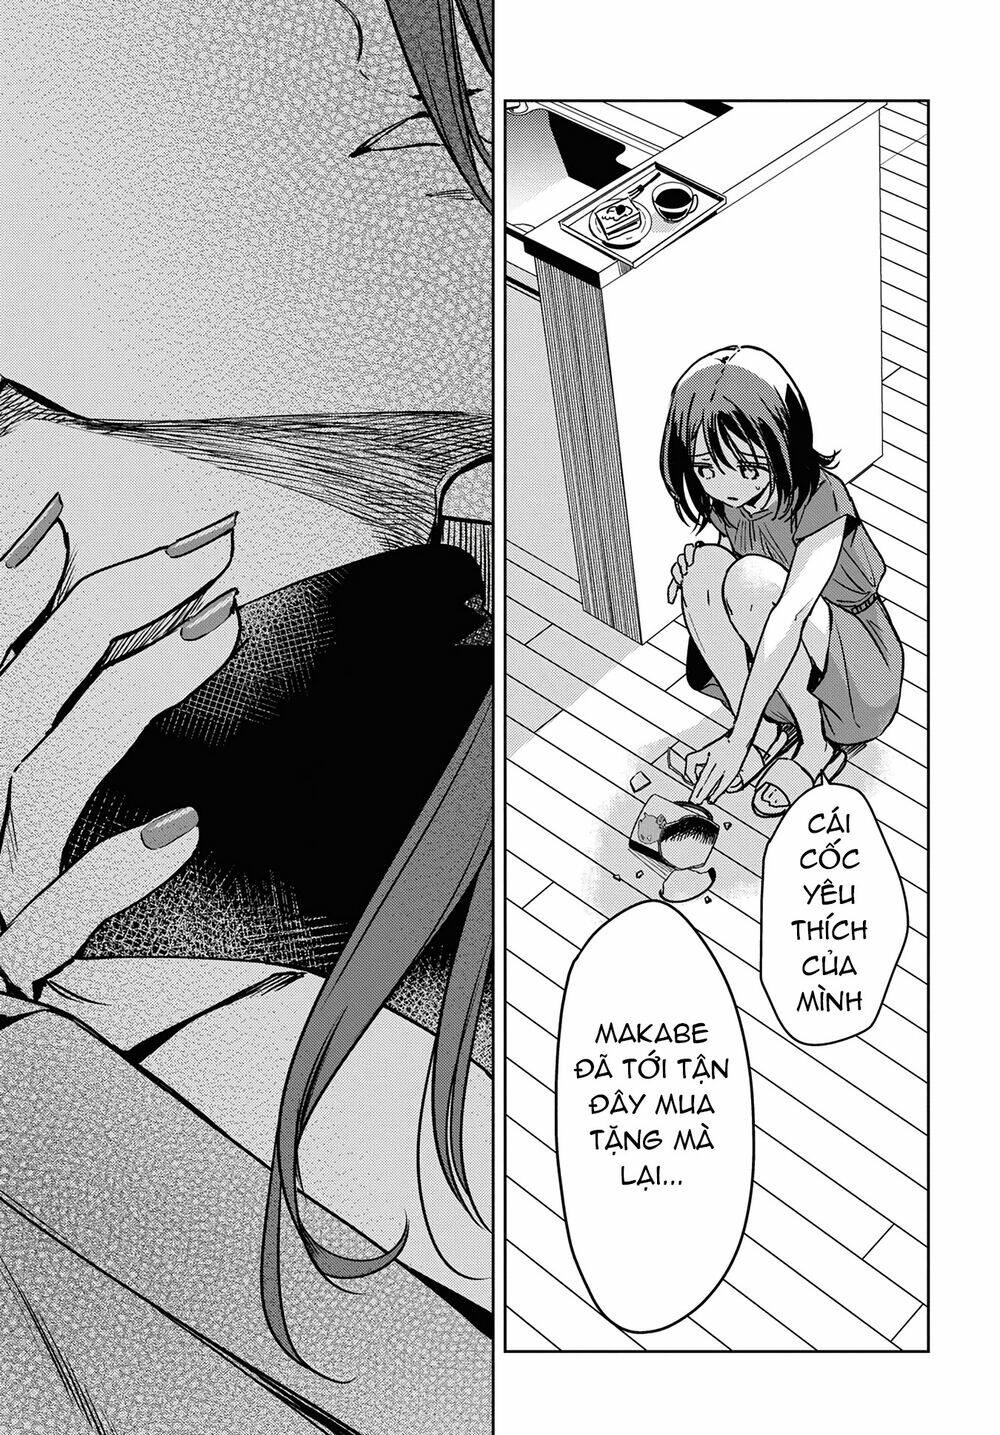 CÁI
CỐC
YÊU
THÍCH
CỦA
MÌNH
MAKABE
ĐÃ TỚI TẬN
ĐÂY MUA
TẶNG MÀ
LẠI...